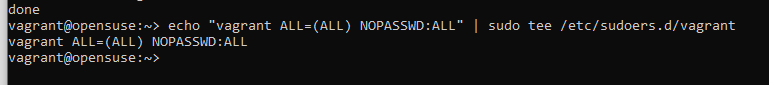 done
vagrant@opensuse:~> echo "vagrant ALL=(ALL) NOPASSWD:ALL" | sudo tee /etc/sudoers.d/vagrant
vagrant ALL=(ALL) NOPASSWD:ALL
vagrant@opensuse:~>